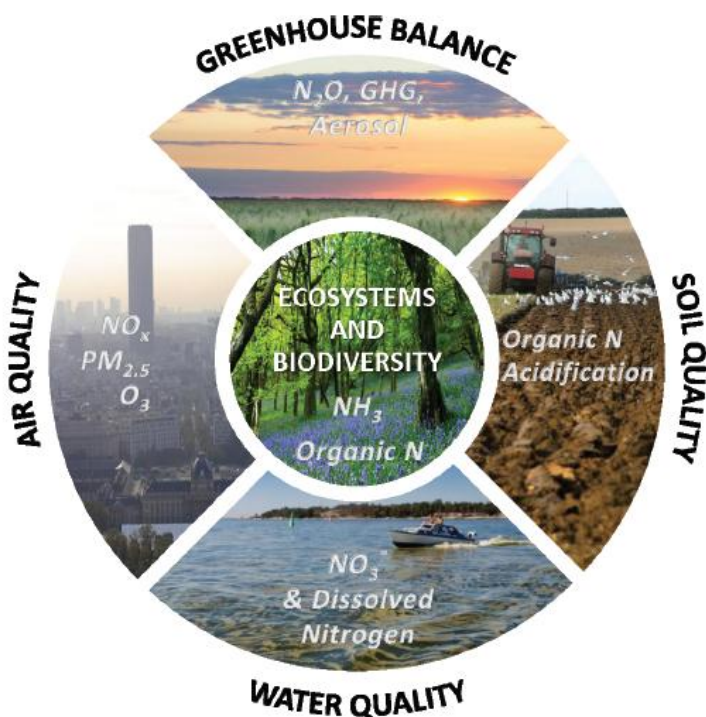 GREENHOUSE BALANCE
N₂O, GHG,
Aerosol
AIR QUALITY
NOₓ
PM₂.₅
O₃
ECOSYSTEMS
AND
BIODIVERSITY
NH₃
Organic N
SOIL QUALITY
Organic N
Acidification
NO₃⁻
& Dissolved
Nitrogen
WATER QUALITY